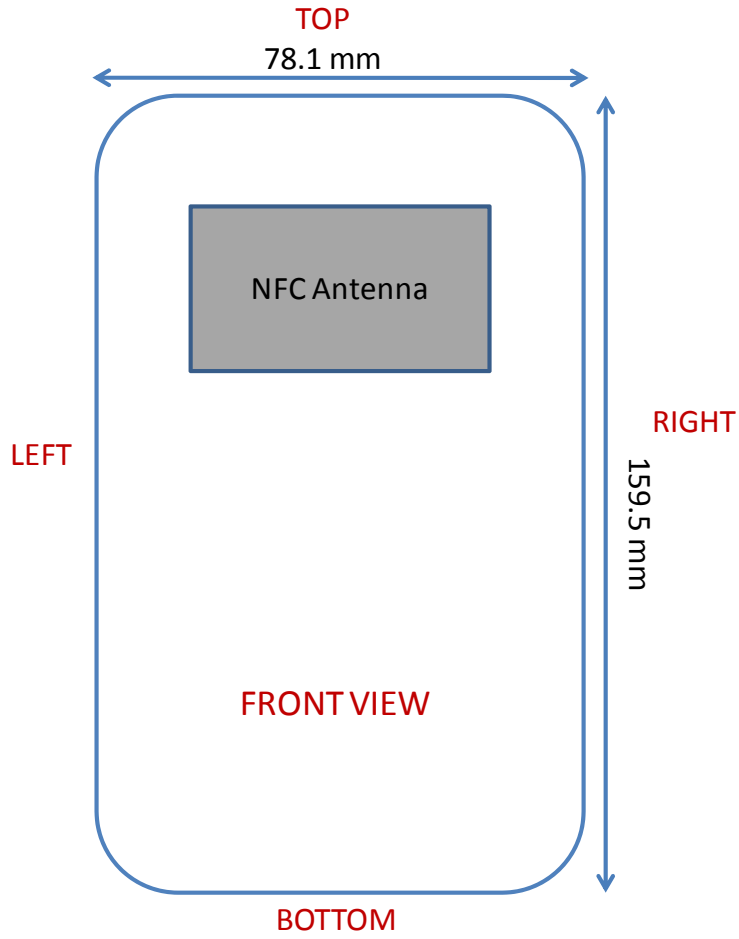 TOP
78.1 mm
NFC Antenna
RIGHT
LEFT
159.5 mm
FRONT VIEW
BOTTOM